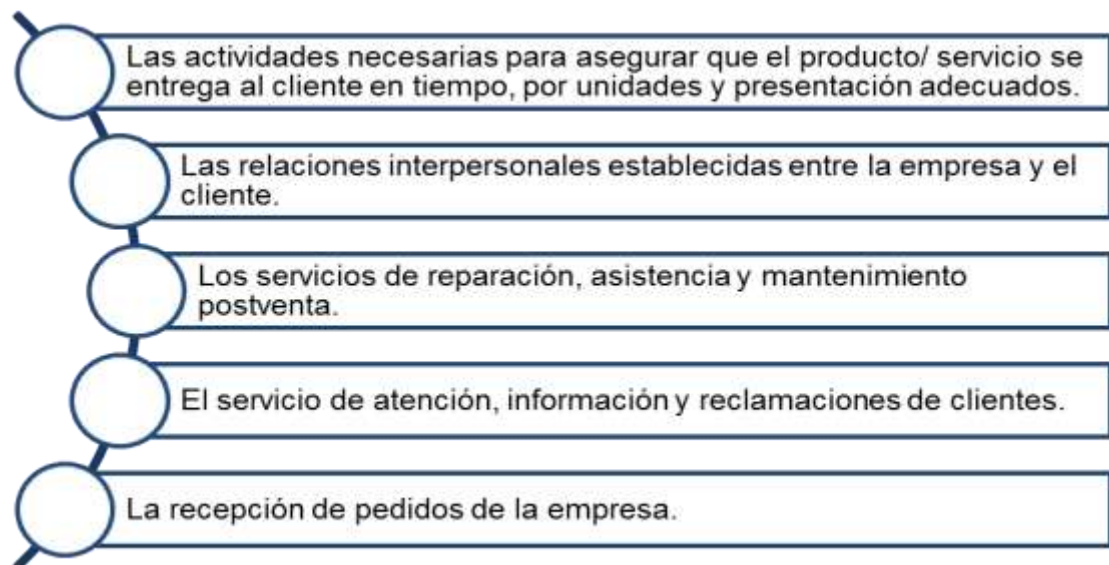 Las actividades necesarias para asegurar que el producto/ servicio se
entrega al cliente en tiempo, por unidades y presentación adecuados.
Las relaciones interpersonales establecidas entre la empresa y el
cliente.
Los servicios de reparación, asistencia y mantenimiento
postventa.
El servicio de atención, información y reclamaciones de clientes.
La recepción de pedidos de la empresa.